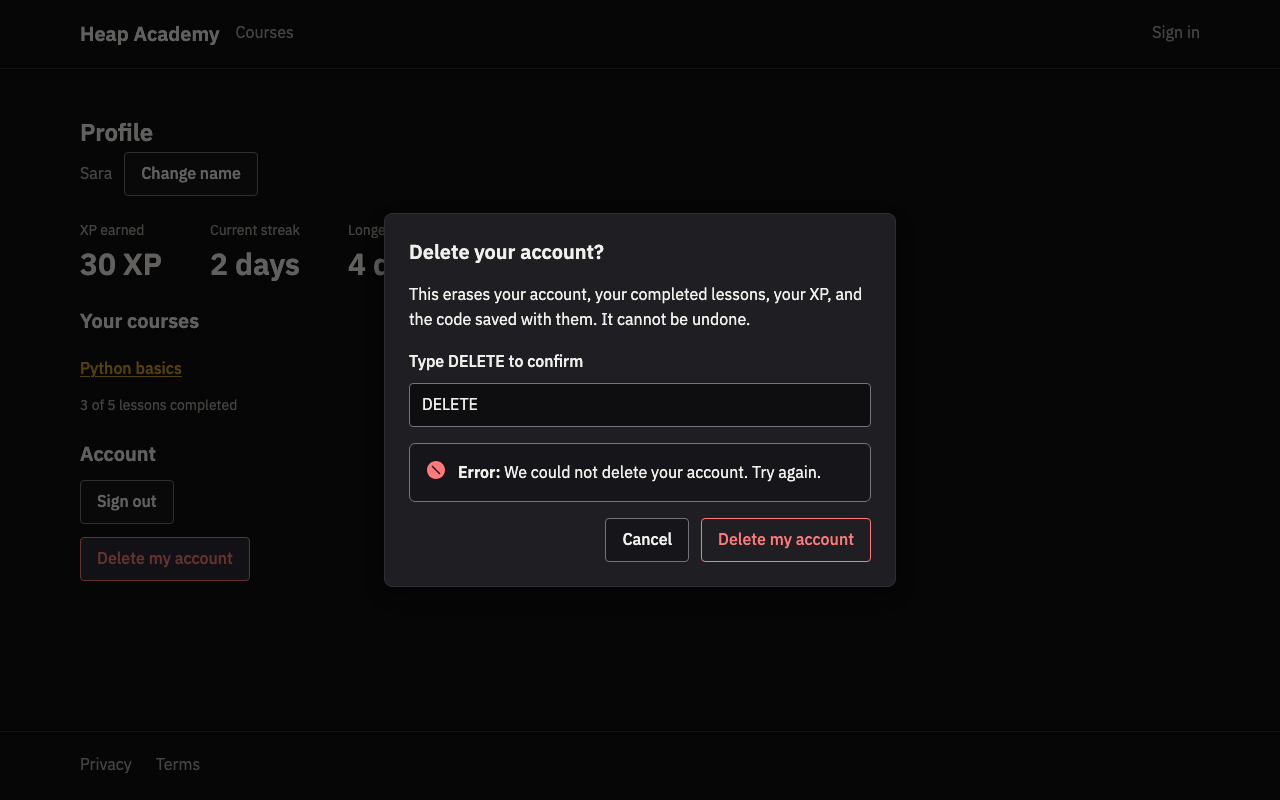 Heap Academy Courses Sign in
Profile
Sara Change name
XP earned Current streak Longe
30 XP 2 days 4 d
Your courses
Python basics
3 of 5 lessons completed
Account
Sign out
Delete my account
Delete your account?
This erases your account, your completed lessons, your XP, and
the code saved with them. It cannot be undone.
Type DELETE to confirm
DELETE
Error: We could not delete your account. Try again.
Cancel Delete my account
Privacy Terms